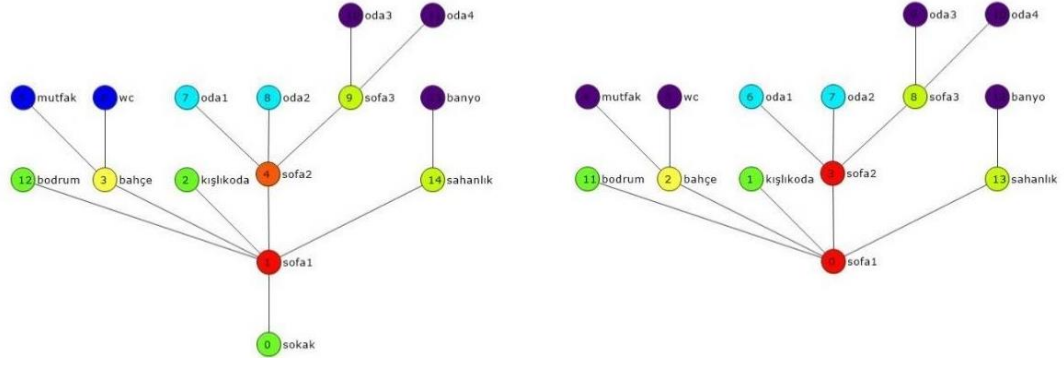 oda3
oda4
mutfak
wc
7 oda1
8 oda2
9 sofa3
banyo
12 bodrum
3 bahçe
2 kışlıkoda
4 sofa2
14 sahanlık
1 sofa1
0 sokak
oda3
oda4
mutfak
wc
6 oda1
7 oda2
8 sofa3
banyo
11 bodrum
2 bahçe
1 kışlıkoda
3 sofa2
13 sahanlık
0 sofa1